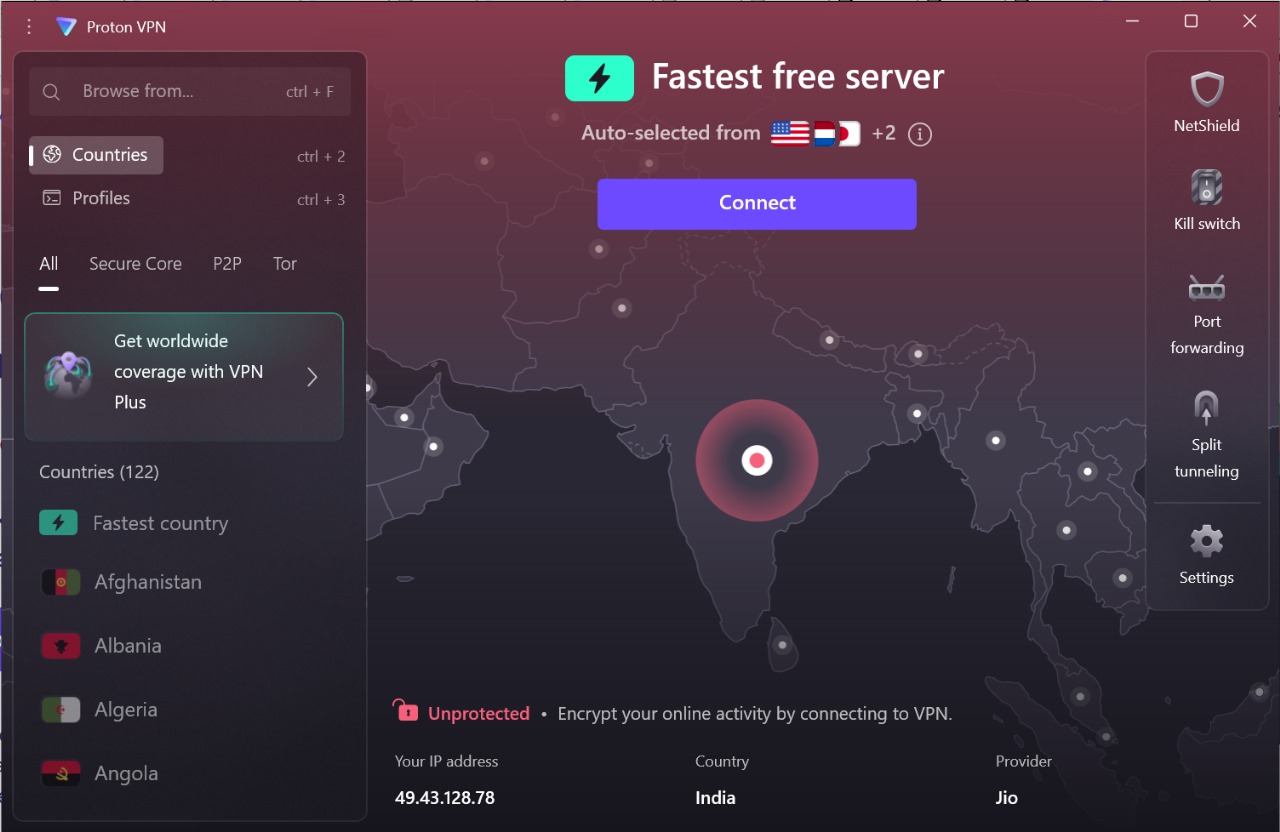 Proton VPN
Browse from... ctrl + F
Countries ctrl + 2
Profiles ctrl + 3
All Secure Core P2P Tor
Get worldwide
coverage with VPN
Plus
Countries (122)
Fastest country
Afghanistan
Albania
Algeria
Angola
Fastest free server
Auto-selected from +2
Connect
Unprotected • Encrypt your online activity by connecting to VPN.
Your IP address Country Provider
49.43.128.78 India Jio
NetShield
Kill switch
Port
forwarding
Split
tunneling
Settings